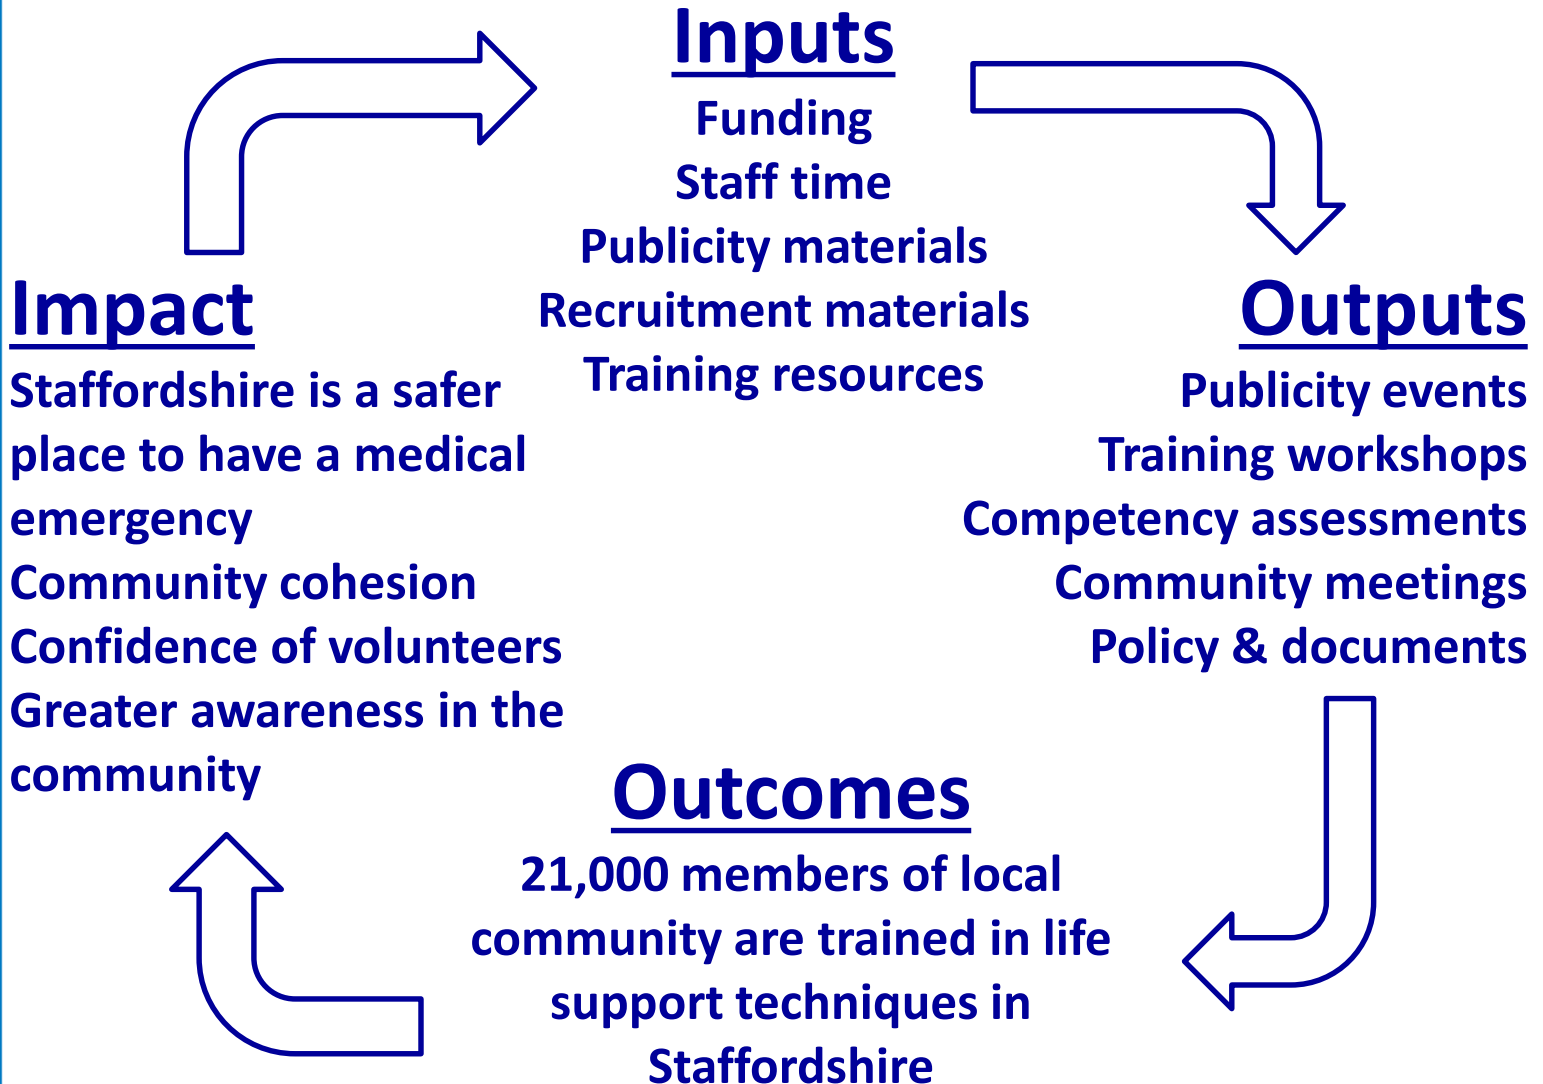 Inputs
Funding
Staff time
Publicity materials
Recruitment materials
Training resources
Outputs
Publicity events
Training workshops
Competency assessments
Community meetings
Policy & documents
Outcomes
21,000 members of local
community are trained in life
support techniques in
Staffordshire
Impact
Staffordshire is a safer
place to have a medical
emergency
Community cohesion
Confidence of volunteers
Greater awareness in the
community